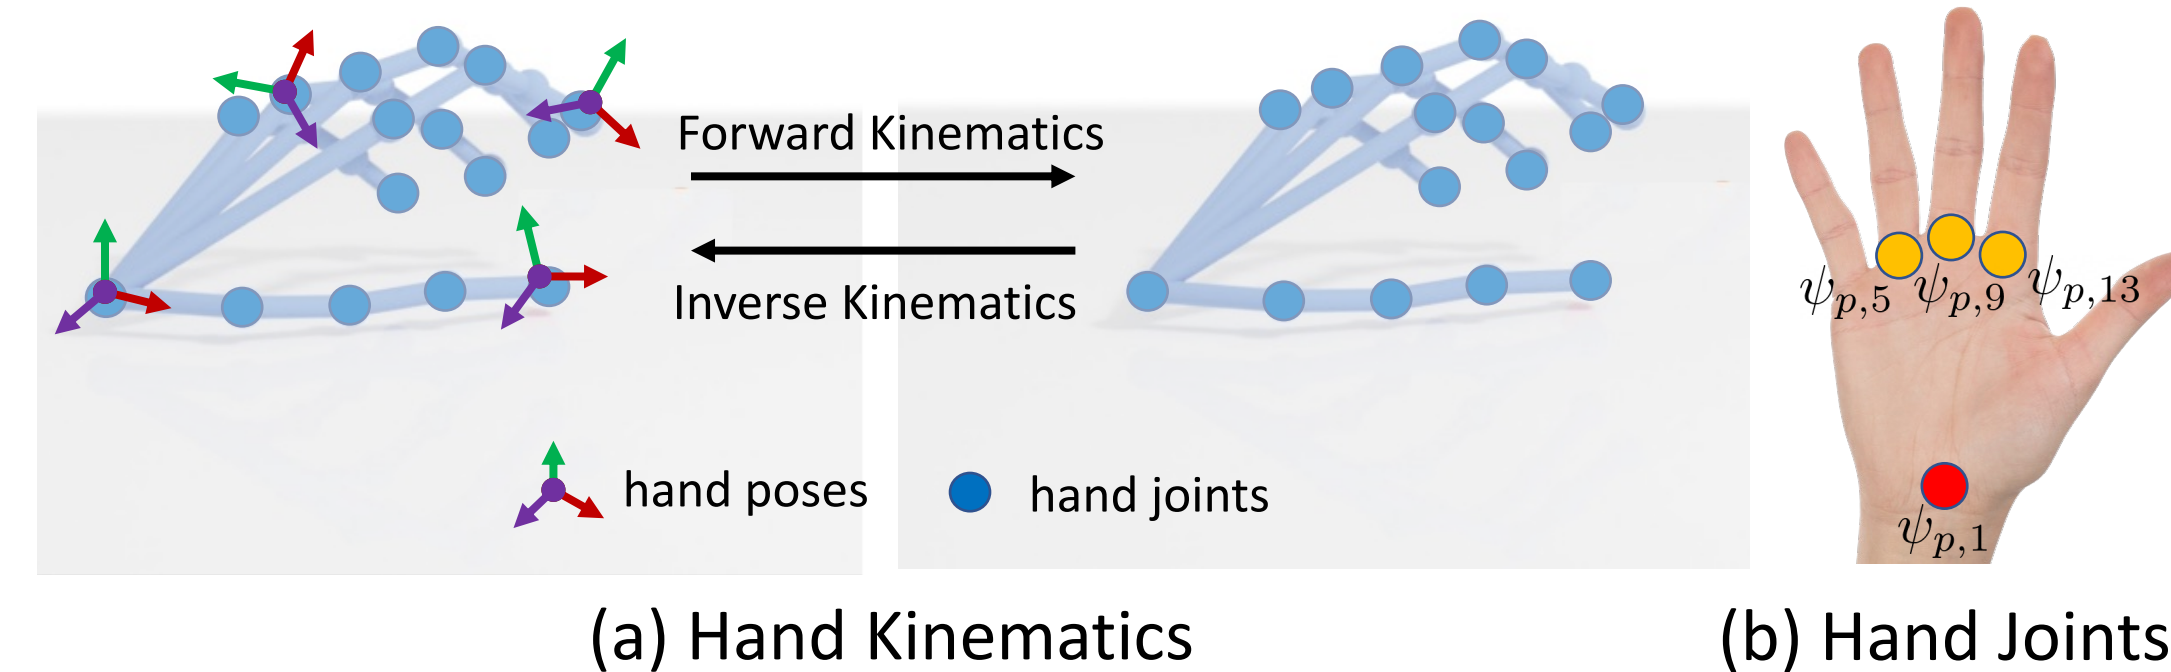 Forward Kinematics
Inverse Kinematics
hand poses
hand joints
(a) Hand Kinematics
ψp,5 ψp,9 ψp,13
ψp,1
(b) Hand Joints